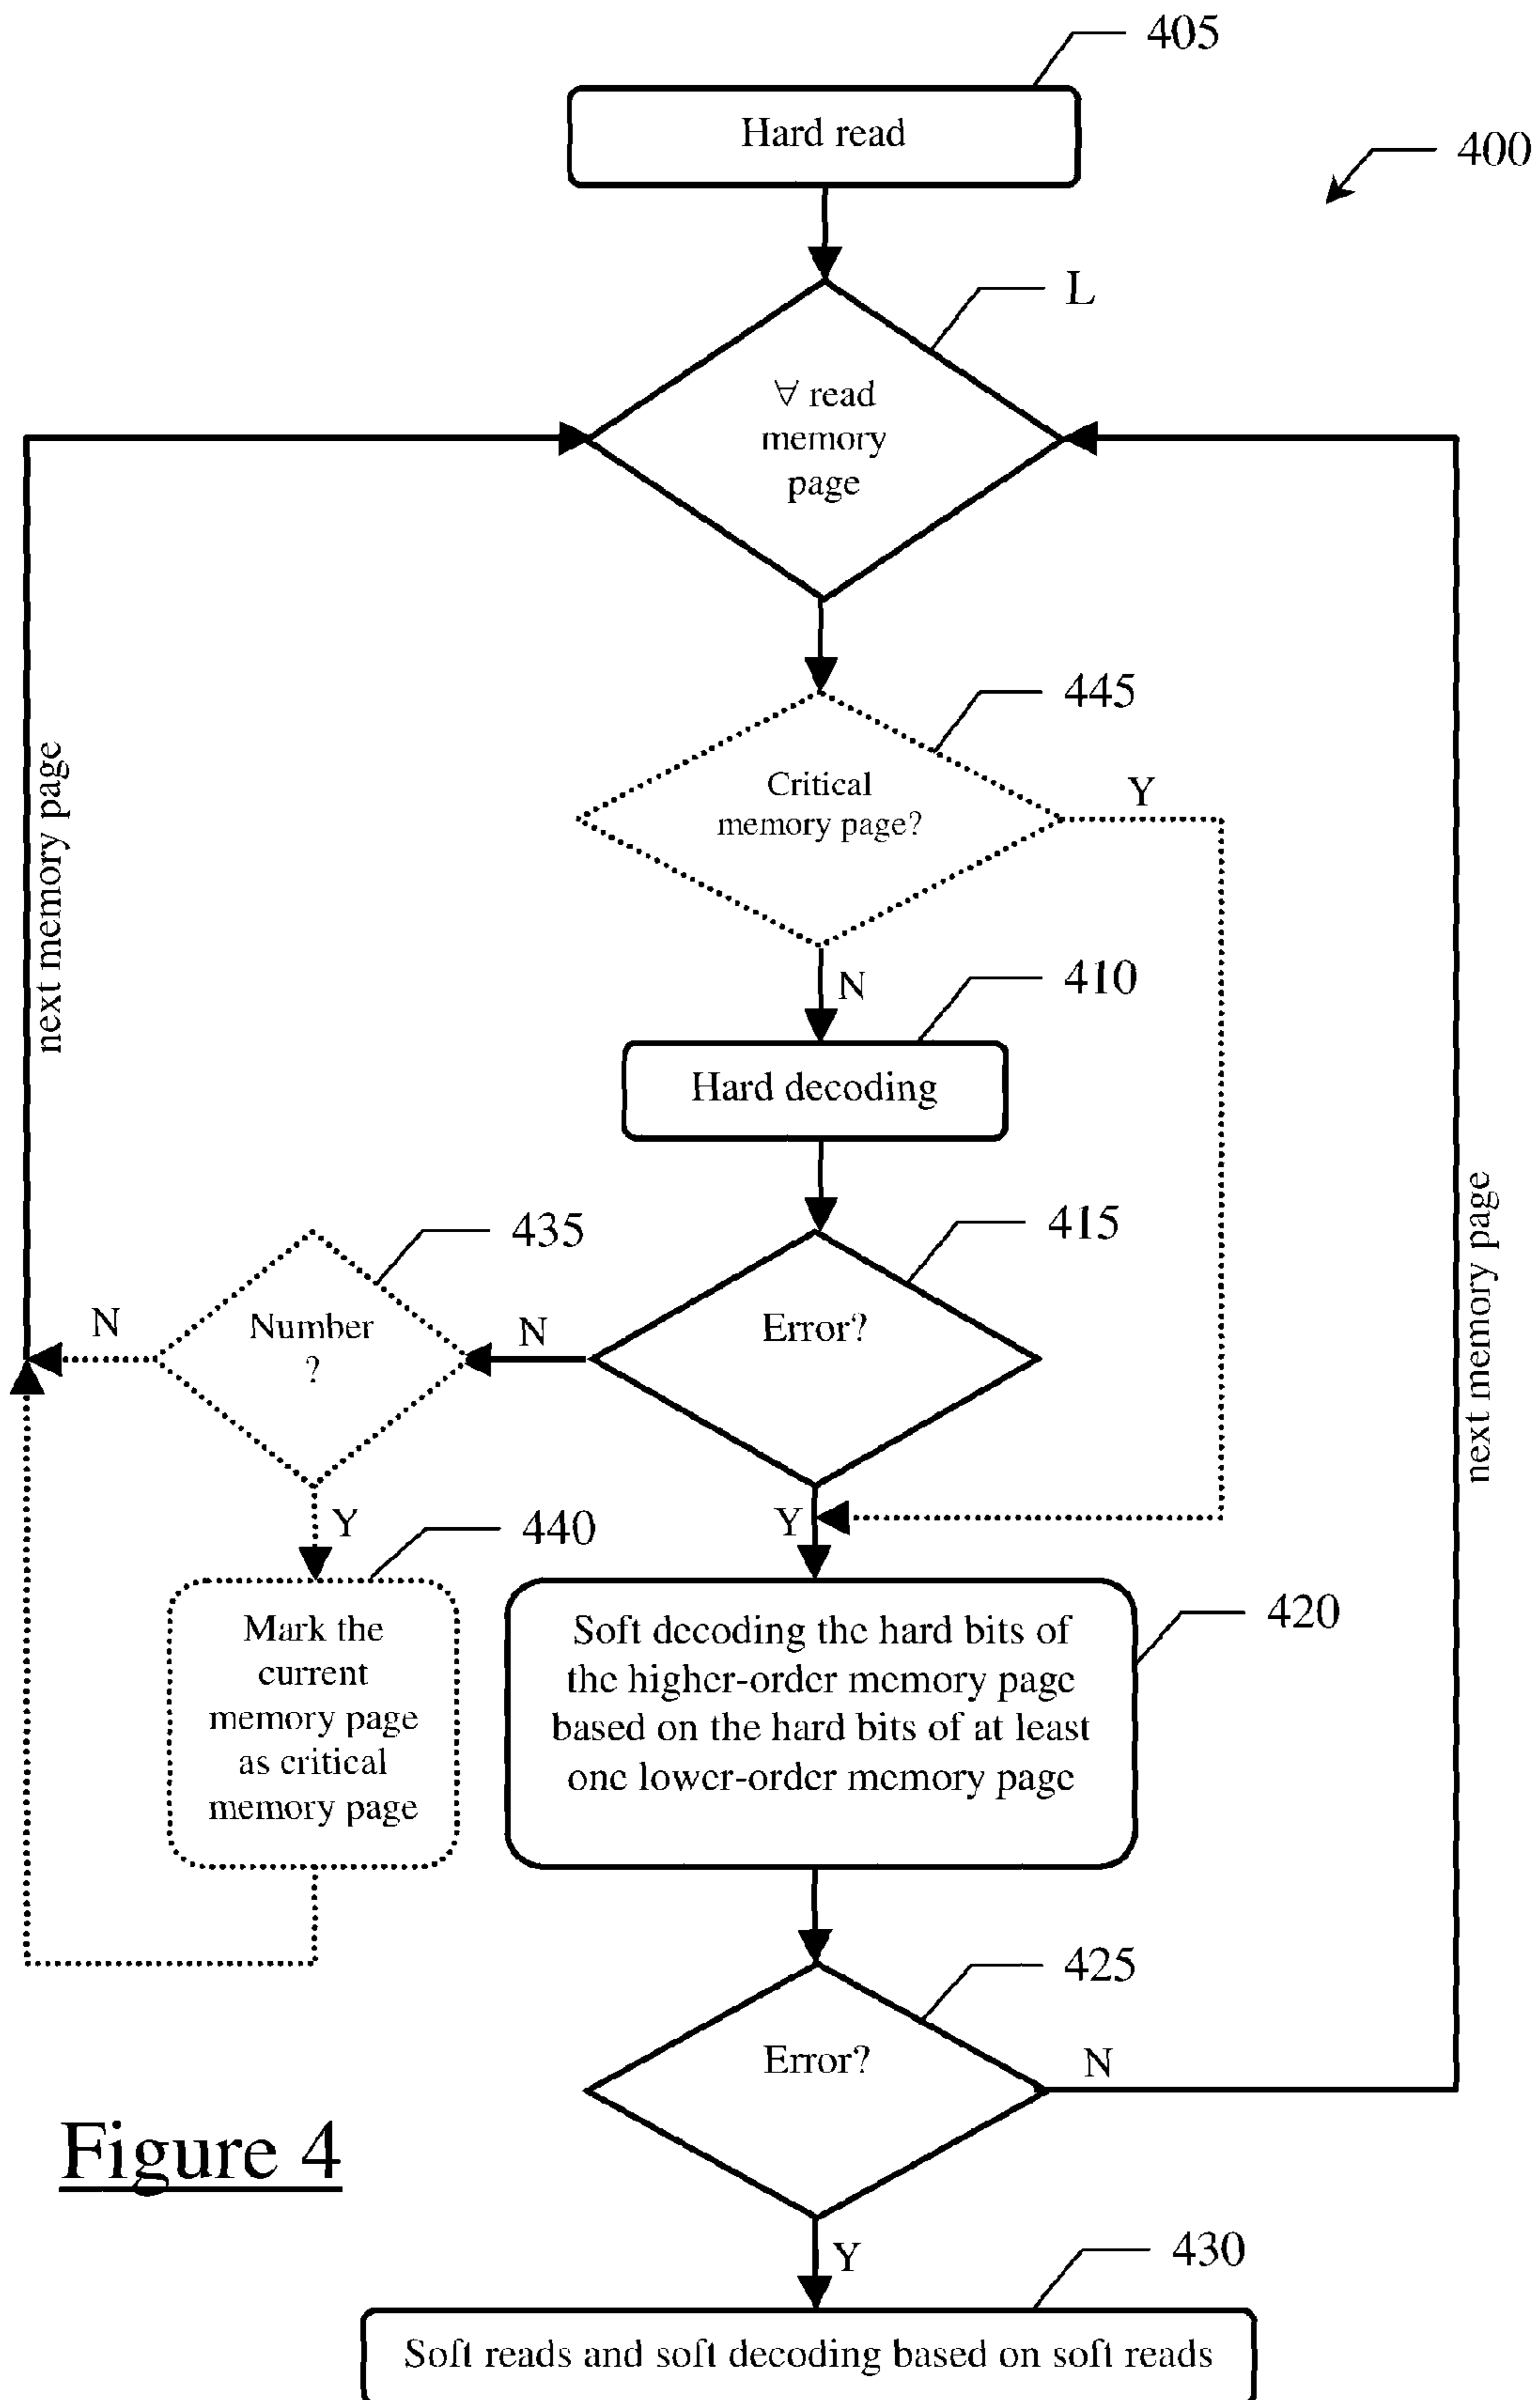 405
Hard read
400
L
∀ read
memory
page
445
Critical
memory page?
Y
next memory page
N
410
Hard decoding
435
415
Number
?
N
N
Error?
next memory page
Y
440
Y
Mark the
current
memory page
as critical
memory page
Soft decoding the hard bits of
the higher-order memory page
based on the hard bits of at least
one lower-order memory page
420
425
Error?
N
Figure 4
Y
430
Soft reads and soft decoding based on soft reads